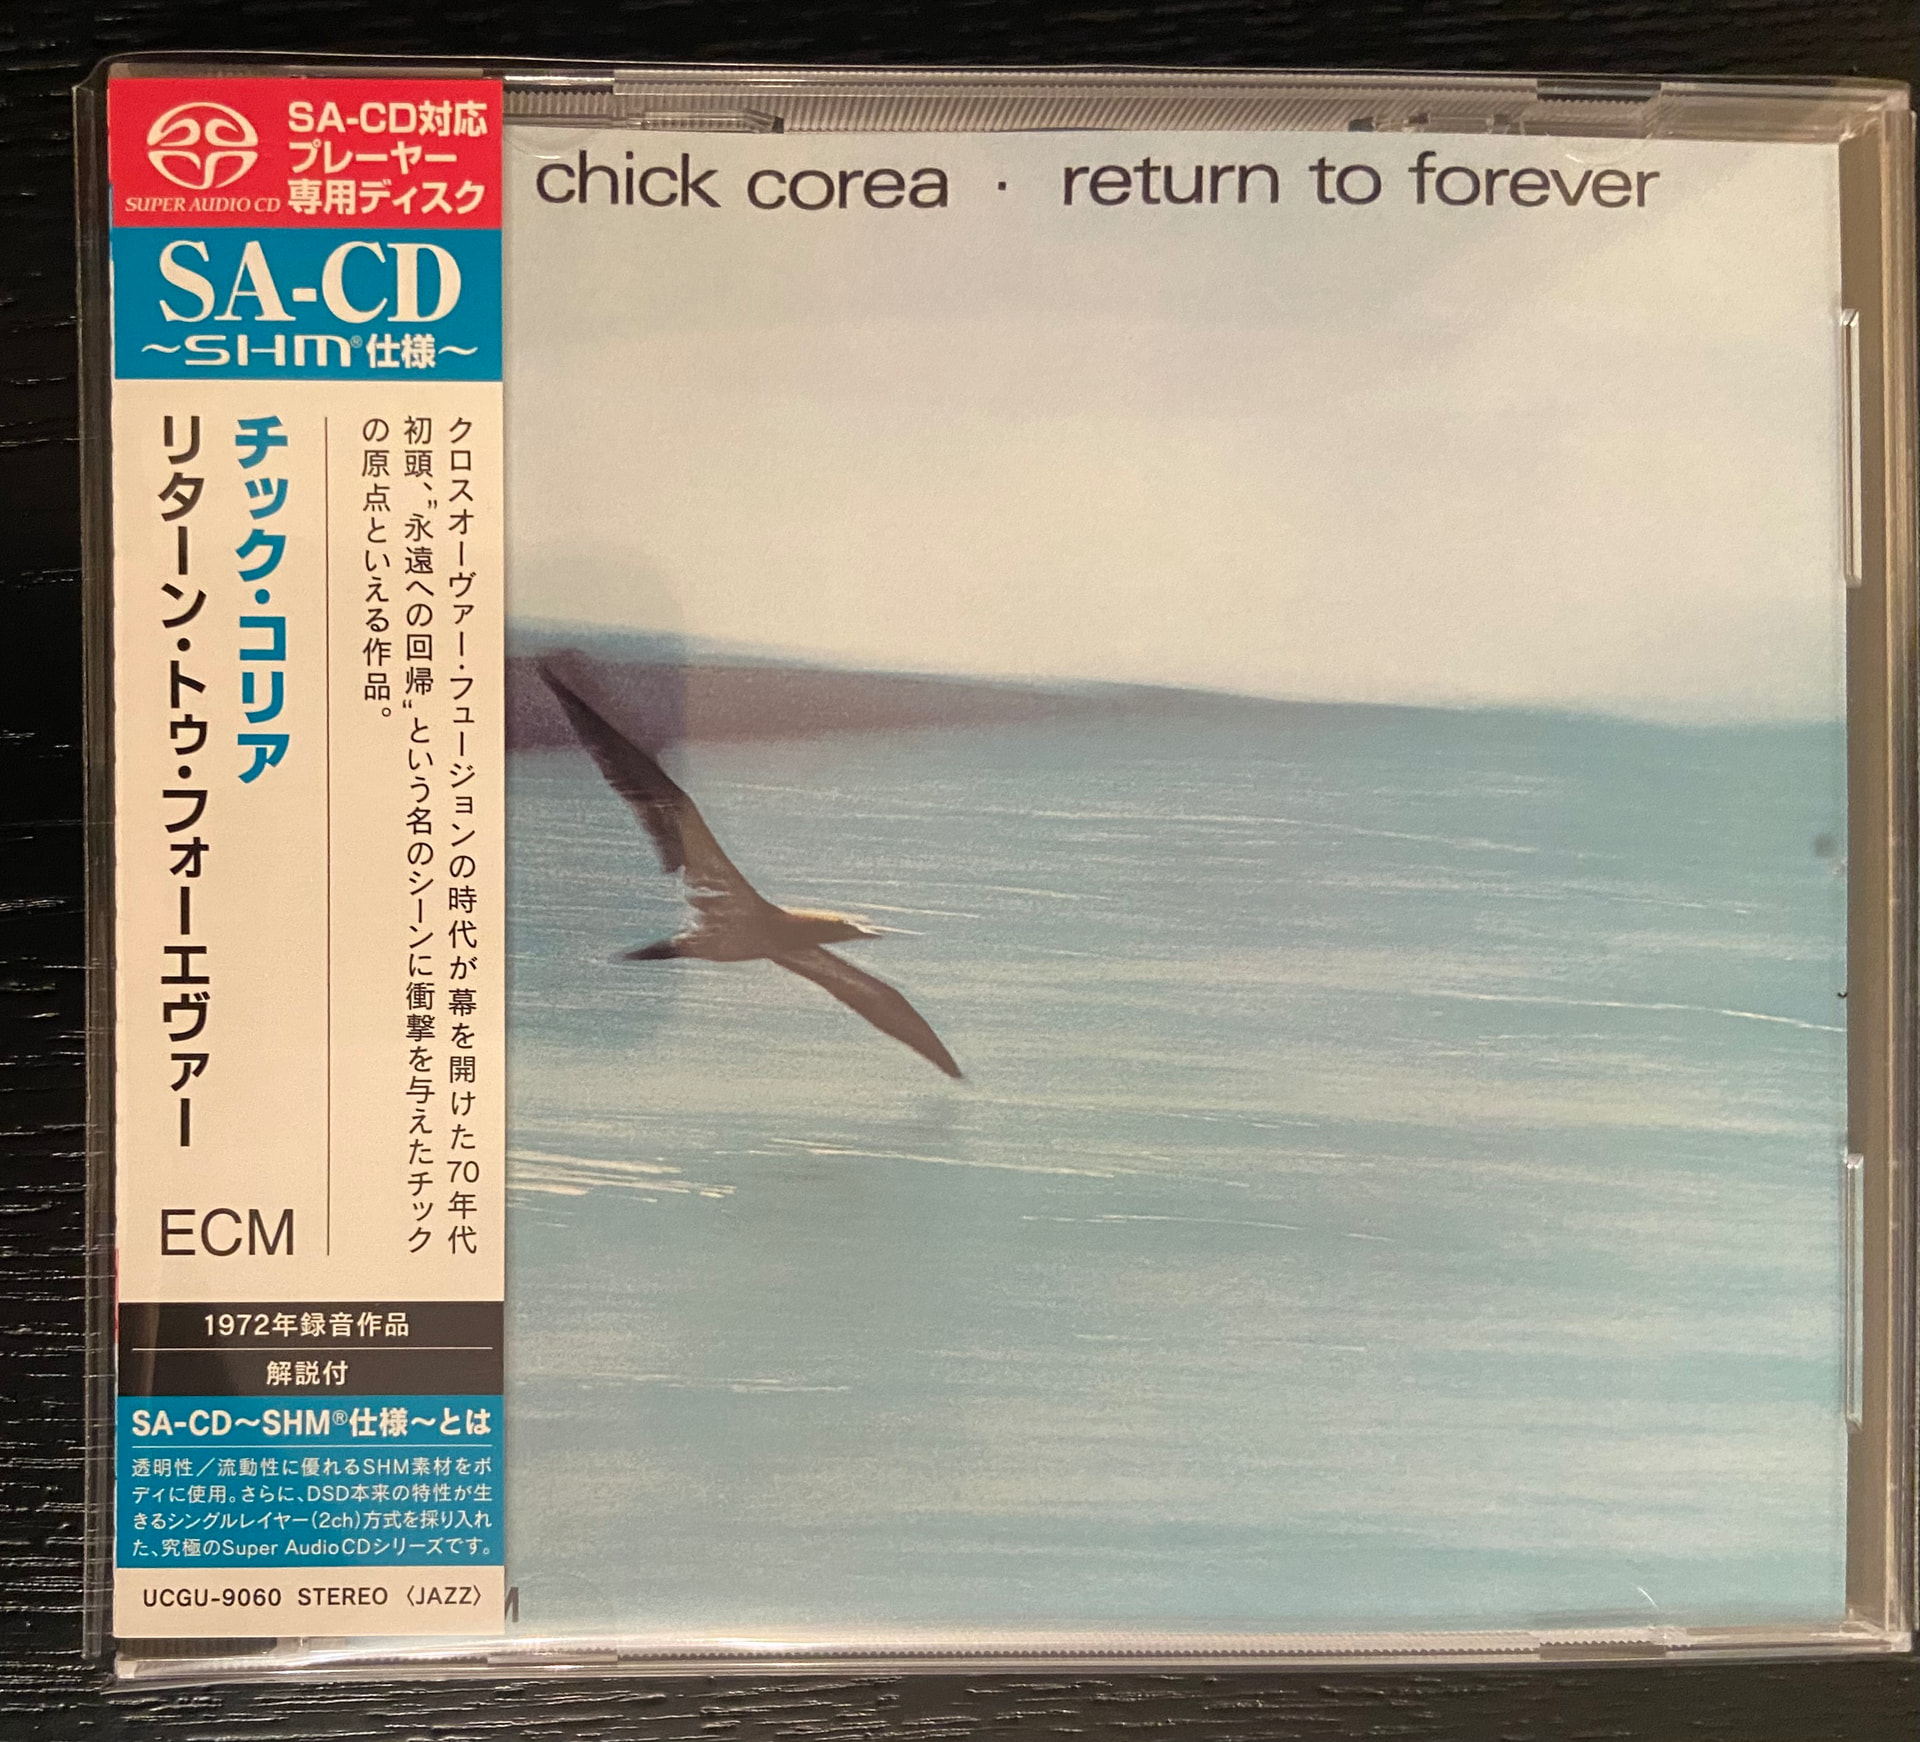 SUPER AUDIO CD
SA-CD対応
プレーヤー
専用ディスク
SA-CD
～SHM®仕様～
クロスオーヴァー・フュージョンの時代が幕を開けた70年代
初頭、”永遠への回帰“という名のシーンに衝撃を与えたチック
の原点といえる作品。
チック・コリア
リターン・トゥ・フォーエヴァー
ECM
1972年録音作品
解説付
SA-CD～SHM®仕様～とは
透明性／流動性に優れるSHM素材をボ
ディに使用。さらに、DSD本来の特性が生
きるシングルレイヤー(2ch)方式を採り入れ
た、究極のSuper Audio CDシリーズです。
UCGU-9060 STEREO 〈JAZZ〉
chick corea · return to forever